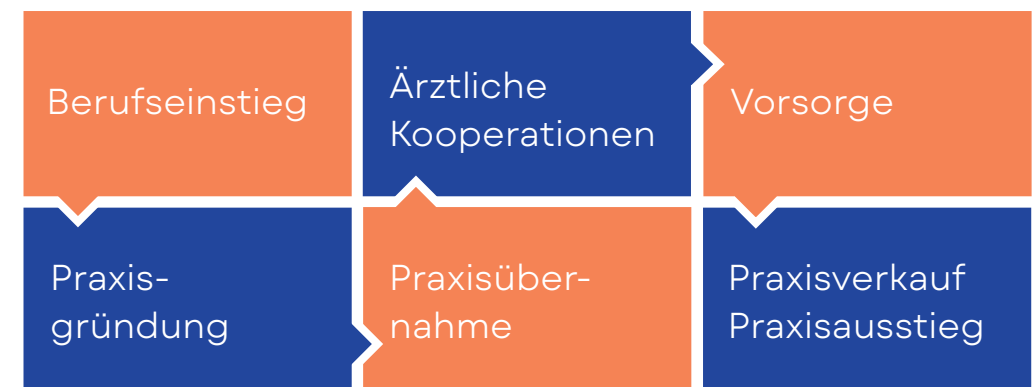 Berufseinstieg
Praxis-
gründung
Praxisüber-
nahme
Ärztliche
Kooperationen
Vorsorge
Praxisverkauf
Praxisausstieg